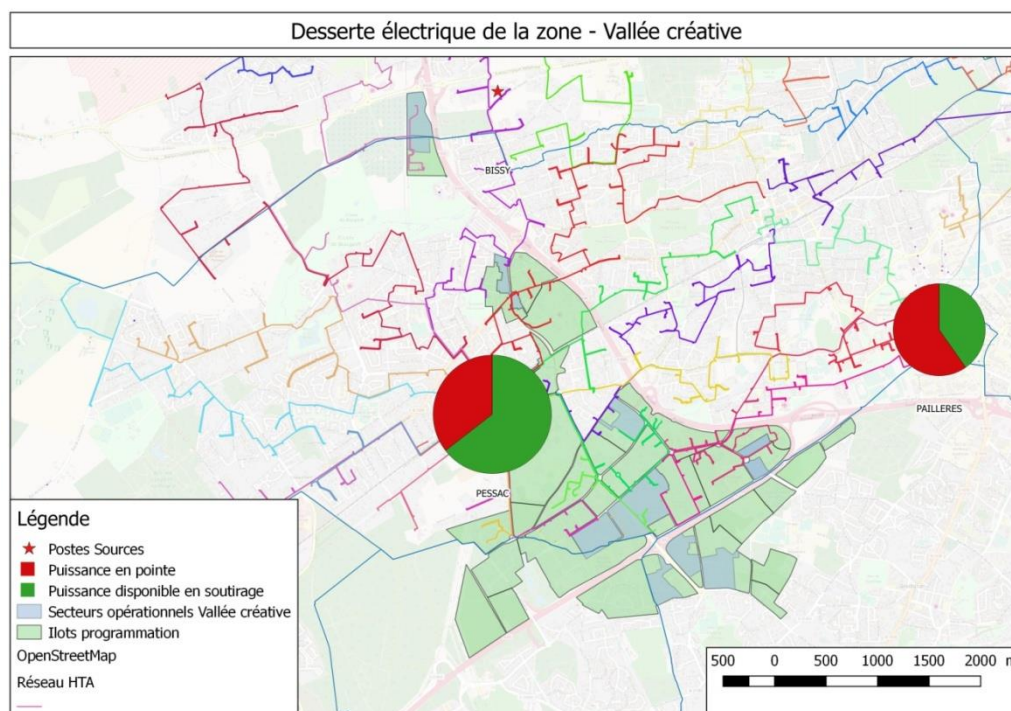 Desserte électrique de la zone - Vallée créative
BISSY
PAILLERES
PESSAC
Légende
Postes Sources
Puissance en pointe
Puissance disponible en soutirage
Secteurs opérationnels Vallée créative
Ilots programmation
OpenStreetMap
Réseau HTA
500 0 500 1000 1500 2000 m